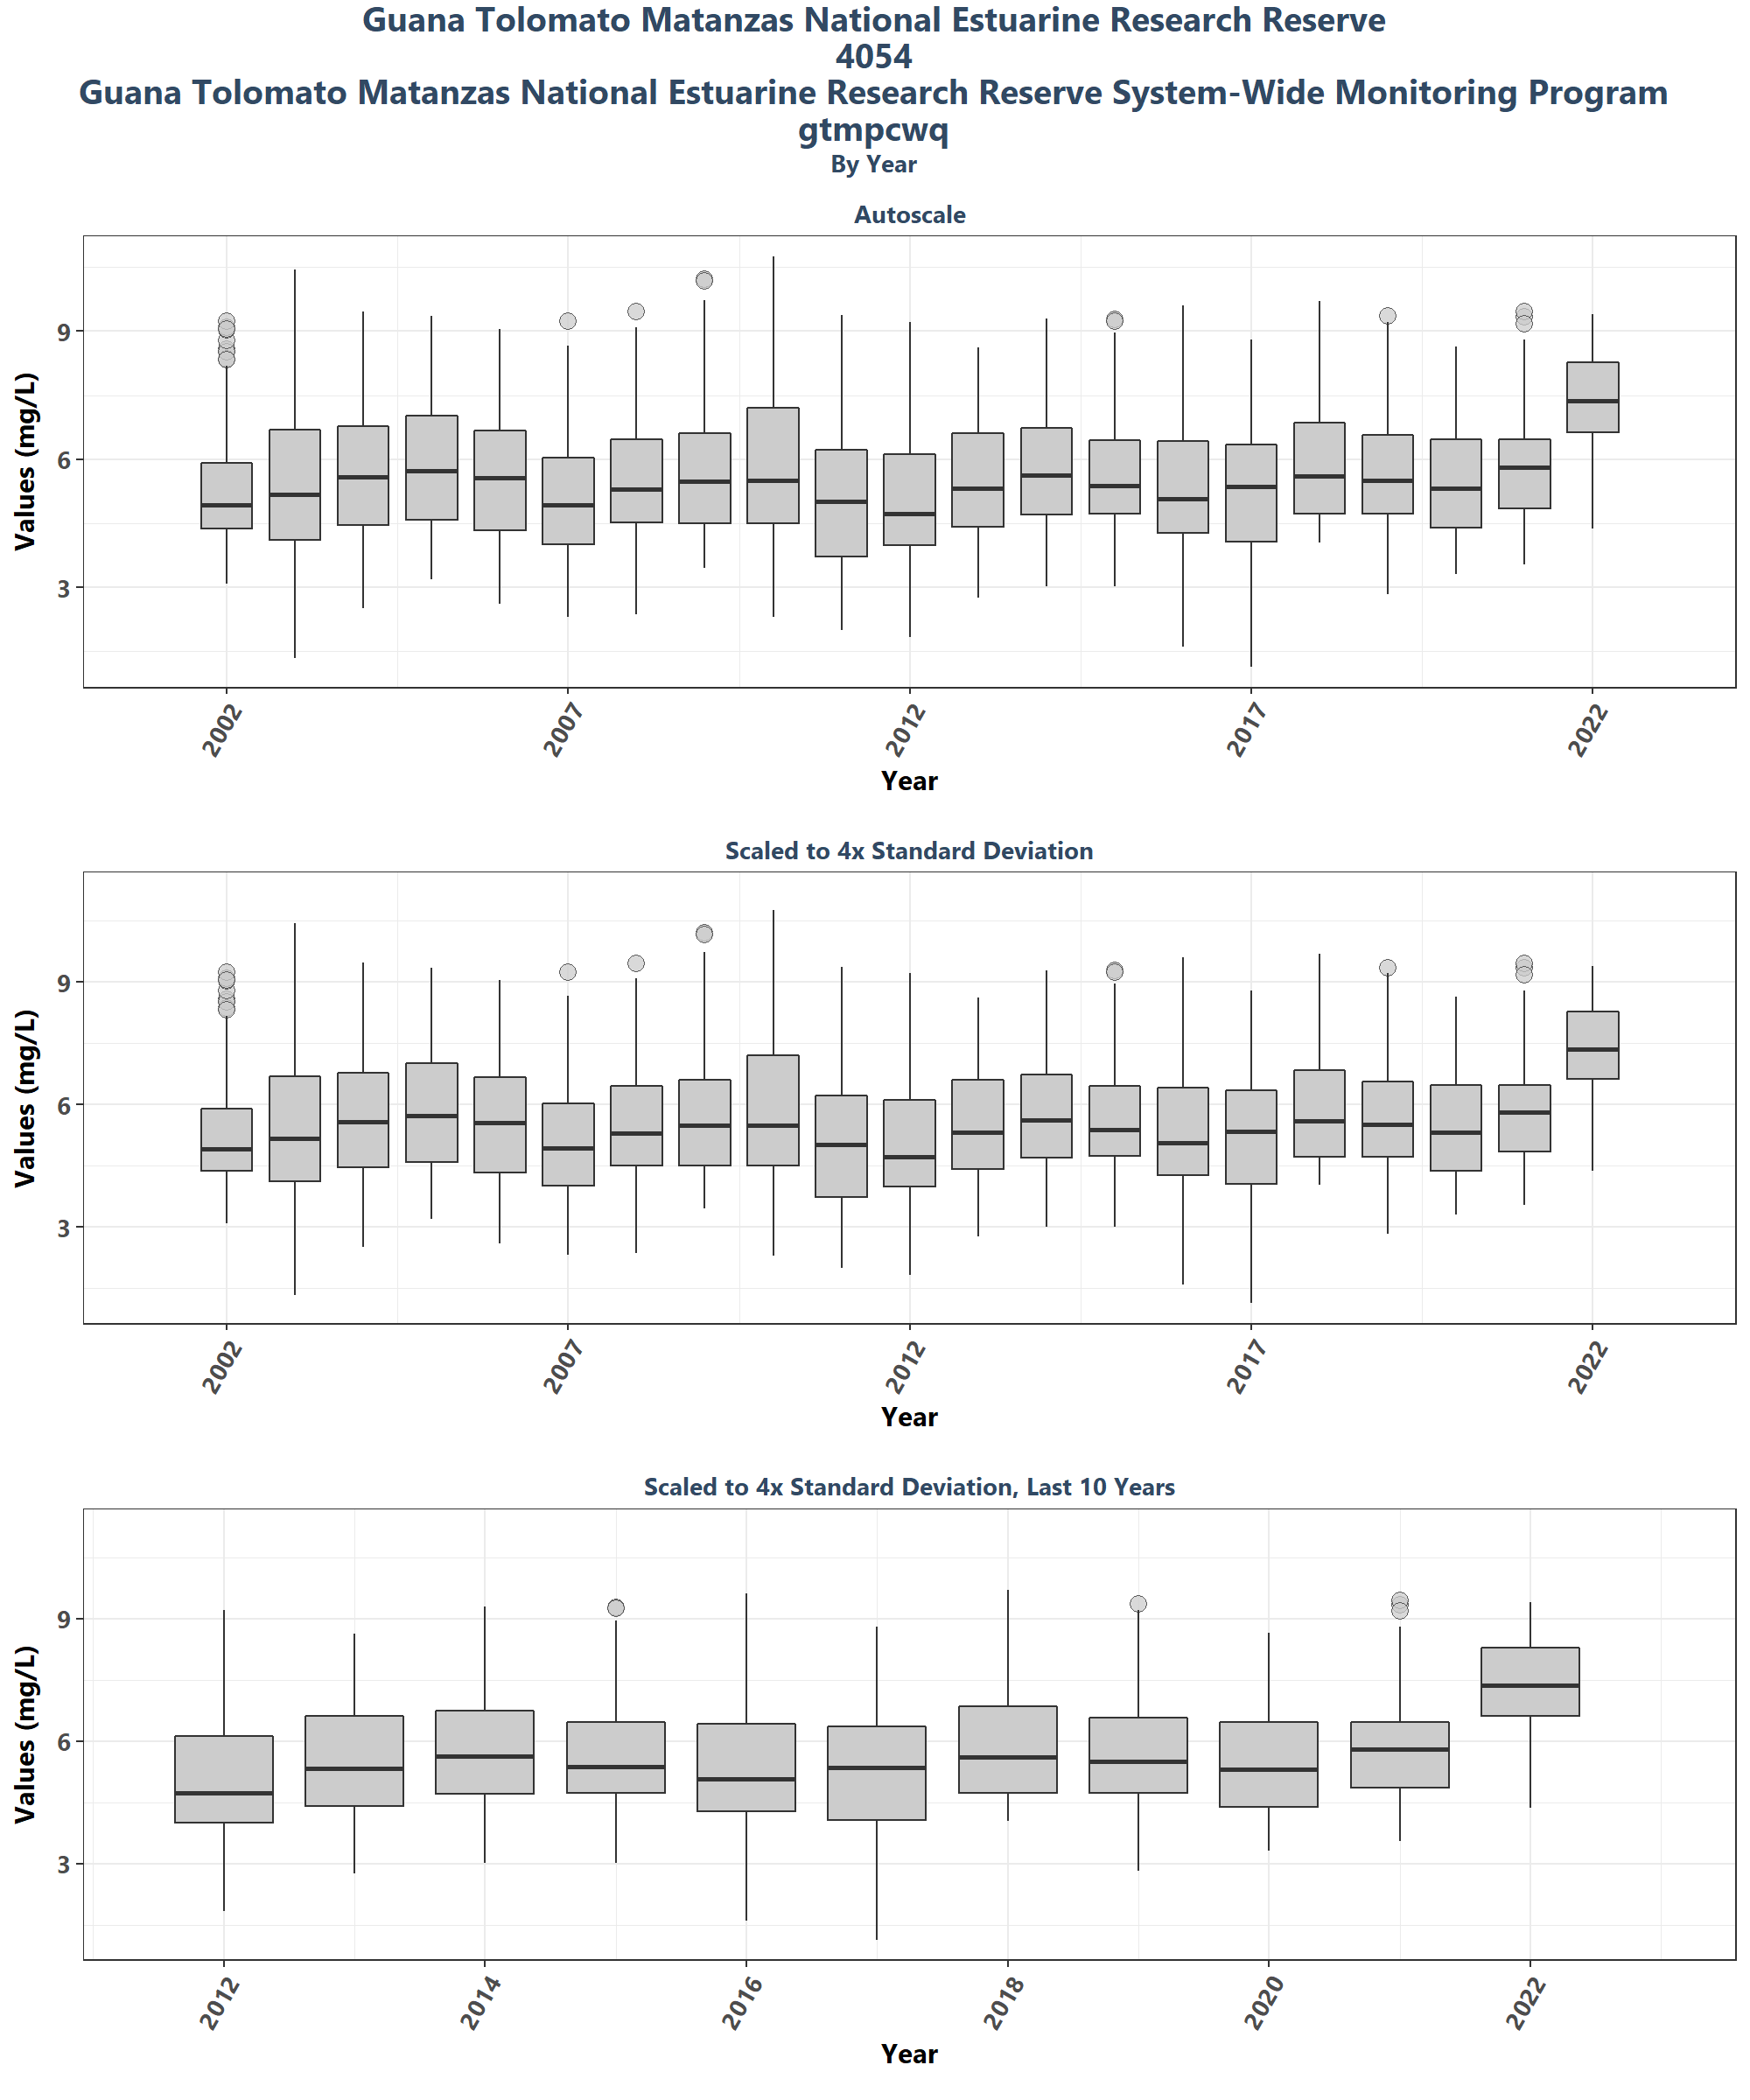 Guana Tolomato Matanzas National Estuarine Research Reserve
4054
Guana Tolomato Matanzas National Estuarine Research Reserve System-Wide Monitoring Program
gtmpcwq
By Year
Autoscale
Values (mg/L)
9
6
3
2002 2007 2012 2017 2022
Year
Scaled to 4x Standard Deviation
Values (mg/L)
9
6
3
2002 2007 2012 2017 2022
Year
Scaled to 4x Standard Deviation, Last 10 Years
Values (mg/L)
9
6
3
2012 2014 2016 2018 2020 2022
Year